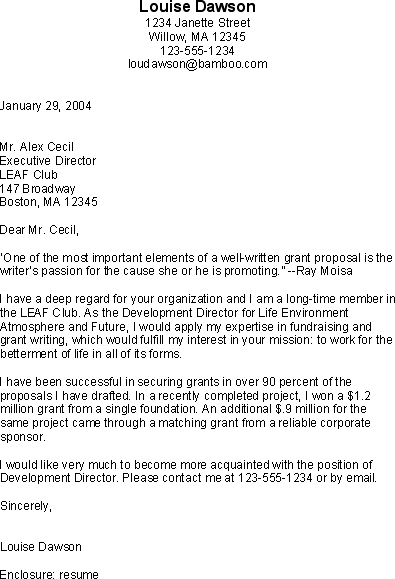 Louise Dawson
1234 Janette Street
Willow, MA 12345
123-555-1234
loudawson@bamboo.com
January 29, 2004
Mr. Alex Cecil
Executive Director
LEAF Club
147 Broadway
Boston, MA 12345
Dear Mr. Cecil,
"One of the most important elements of a well-written grant proposal is the
writer's passion for the cause she or he is promoting." --Ray Moisa
I have a deep regard for your organization and I am a long-time member in
the LEAF Club. As the Development Director for Life Environment
Atmosphere and Future, I would apply my expertise in fundraising and
grant writing, which would fulfill my interest in your mission: to work for the
betterment of life in all of its forms.
I have been successful in securing grants in over 90 percent of the
proposals I have drafted. In a recently completed project, I won a $1.2
million grant from a single foundation. An additional $.9 million for the
same project came through a matching grant from a reliable corporate
sponsor.
I would like very much to become more acquainted with the position of
Development Director. Please contact me at 123-555-1234 or by email.
Sincerely,
Louise Dawson
Enclosure: resume